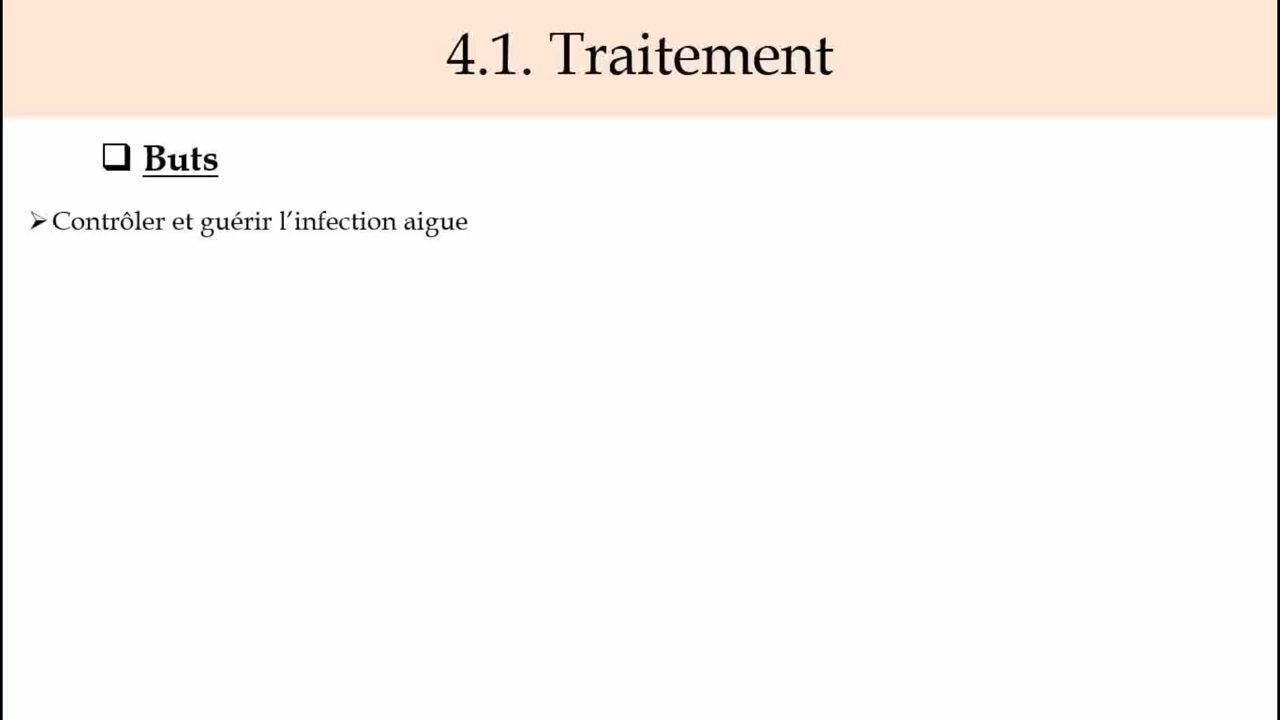 4.1. Traitement
❑ Buts
➢Contrôler et guérir l’infection aigue